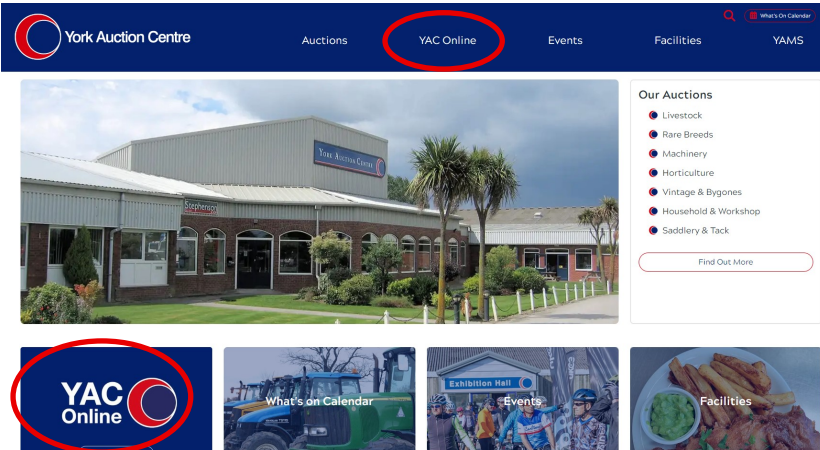 What's On Calendar
York Auction Centre
Auctions
YAC Online
Events
Facilities
YAMS
Our Auctions
Livestock
Rare Breeds
Machinery
Horticulture
Vintage & Bygones
Household & Workshop
Saddlery & Tack
Find Out More
York Auction Centre
Stephenson
YAC
Online
What's on Calendar
Exhibition Hall
Events
Facilities